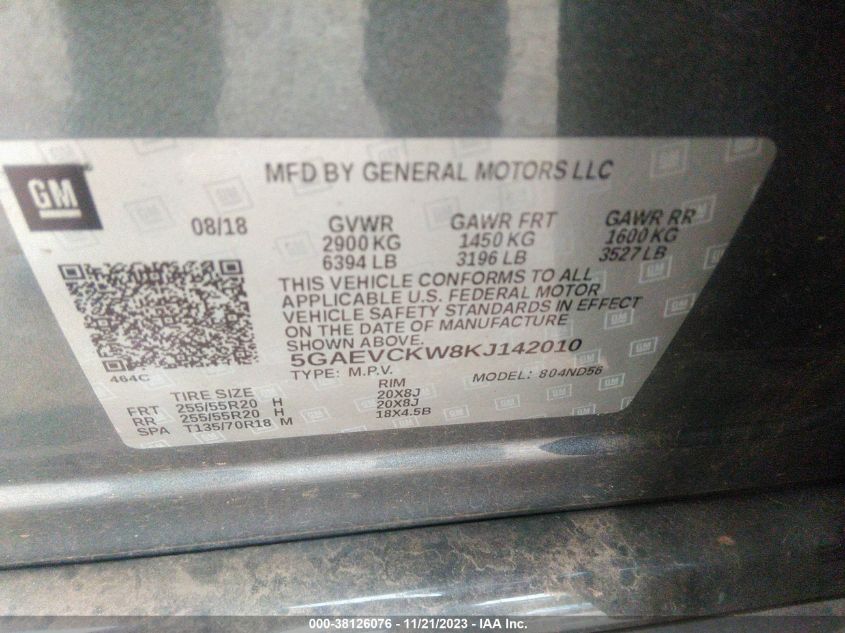 GM
MFD BY GENERAL MOTORS LLC
08/18 GVWR GAWR FRT GAWR RR
2900 KG 1450 KG 1600 KG
6394 LB 3196 LB 3527 LB
THIS VEHICLE CONFORMS TO ALL
APPLICABLE U.S. FEDERAL MOTOR
VEHICLE SAFETY STANDARDS IN EFFECT
ON THE DATE OF MANUFACTURE
SHOWN ABOVE.
5GAEVCKW8KJ142010
464C TYPE: M.P.V. MODEL: 804ND56
TIRE SIZE RIM
FRT 255/55R20 H 20X8J
RR 255/55R20 H 20X8J
SPA T135/70R18 M 18X4.5B
000-38126076 - 11/21/2023 - IAA Inc.